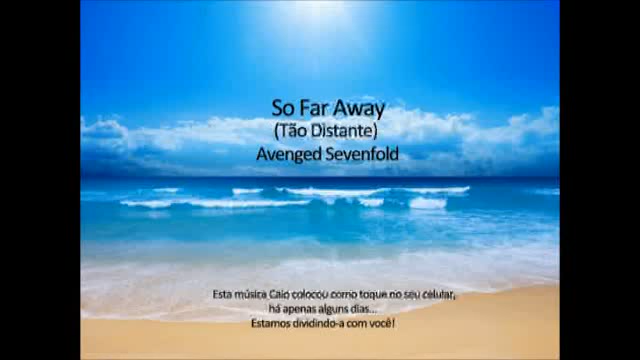 So Far Away
(Tão Distante)
Avenged Sevenfold
Esta música Caio colocou como toque no seu celular,
há apenas alguns dias...
Estamos dividindo-a com você!